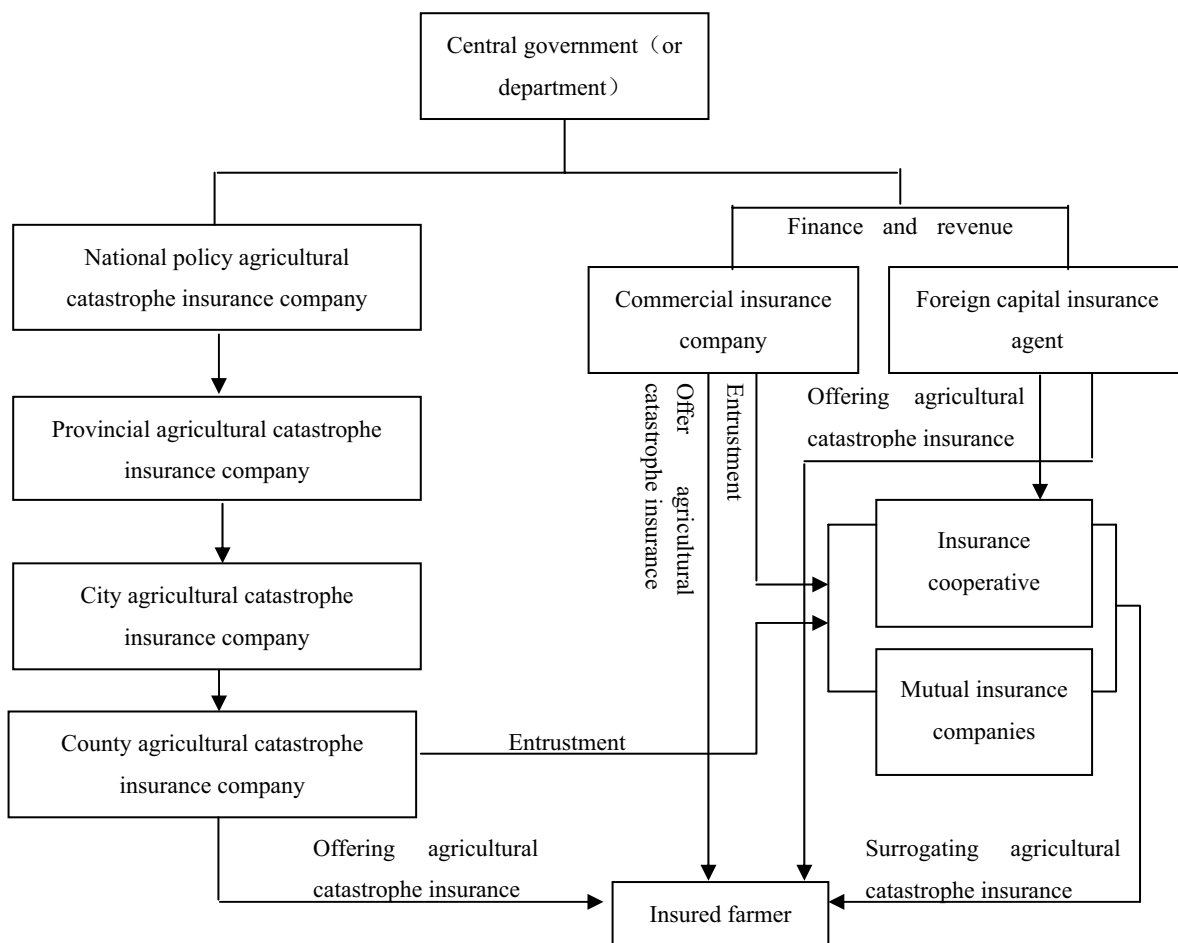 Central government（or
department）
Finance and revenue
National policy agricultural
catastrophe insurance company
Commercial insurance
company
Foreign capital insurance
agent
Offer agricultural
catastrophe insurance
Entrustment
Offering agricultural
catastrophe insurance
Provincial agricultural catastrophe
insurance company
Insurance
cooperative
City agricultural catastrophe
insurance company
Mutual insurance
companies
County agricultural catastrophe
insurance company
Entrustment
Offering agricultural
catastrophe insurance
Surrogating agricultural
catastrophe insurance
Insured farmer